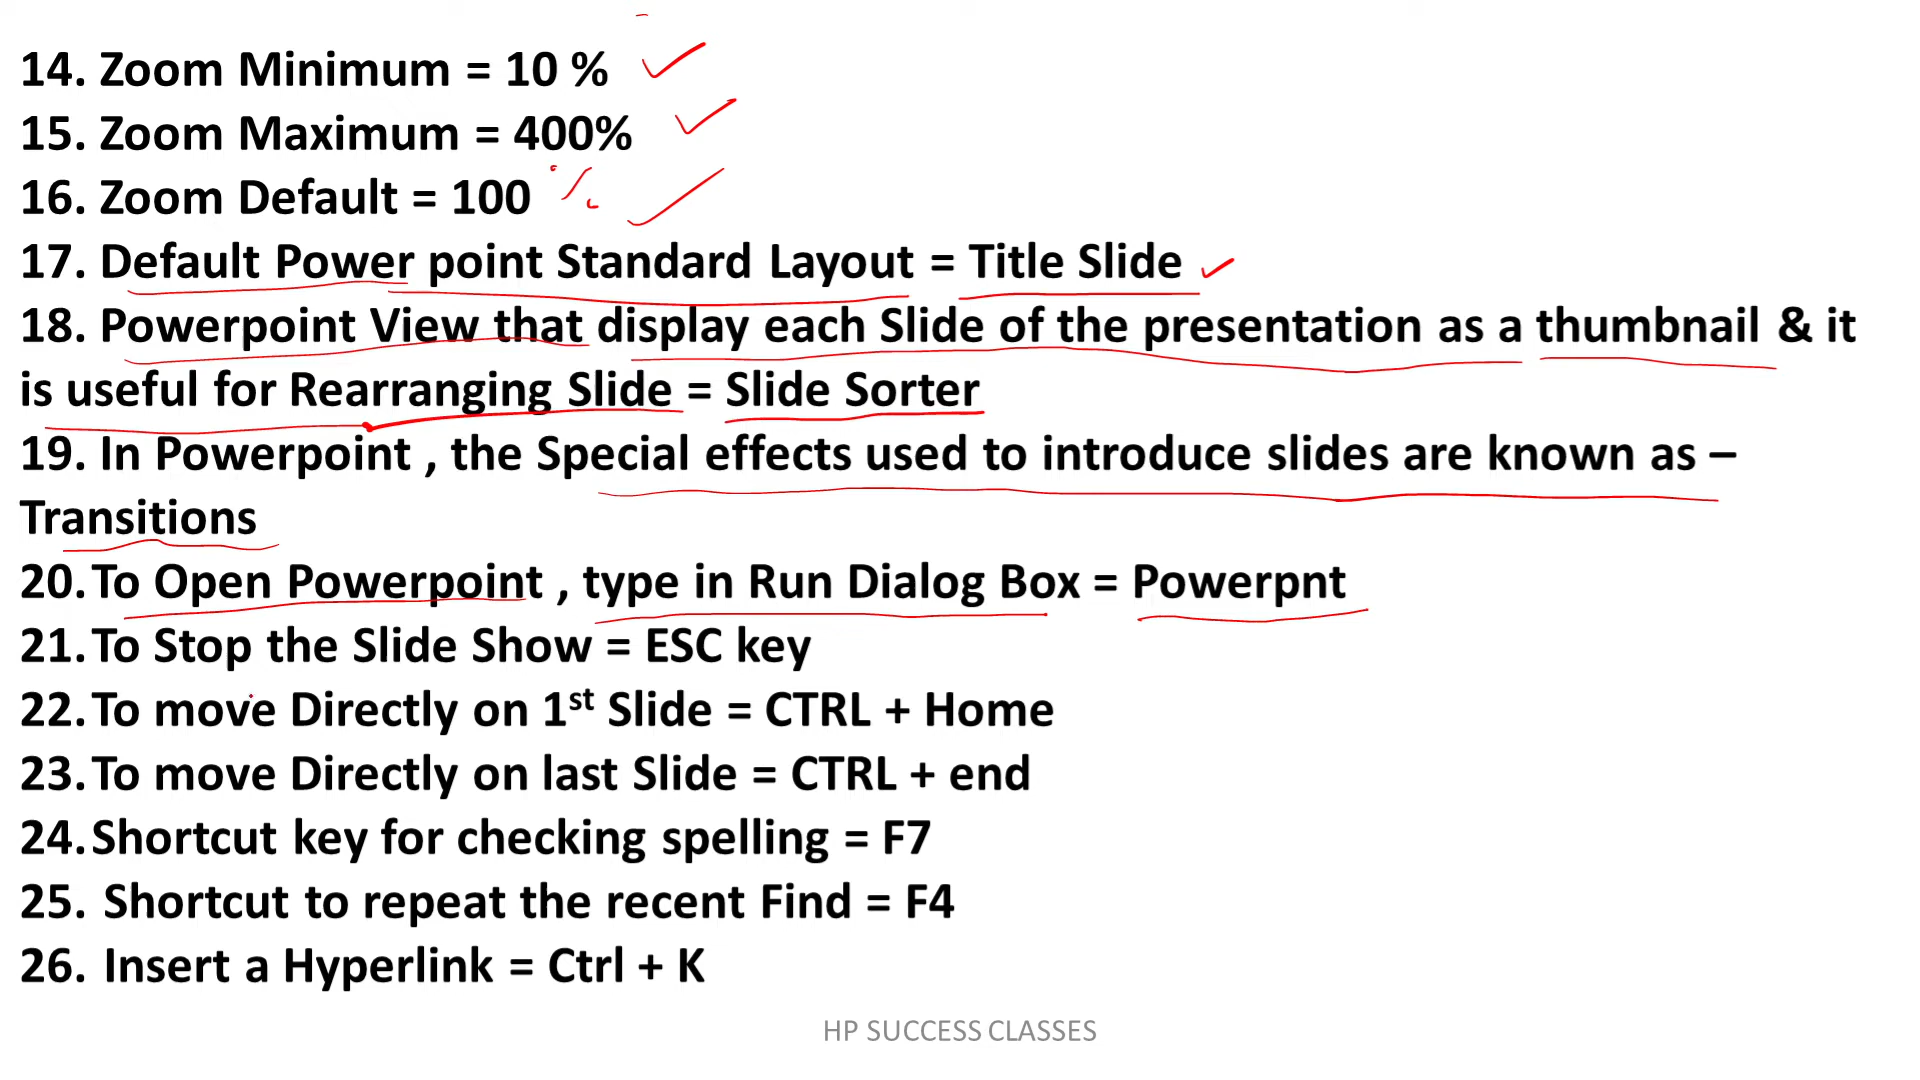 14. Zoom Minimum = 10 %
15. Zoom Maximum = 400%
16. Zoom Default = 100 %
17. Default Power point Standard Layout = Title Slide
18. Powerpoint View that display each Slide of the presentation as a thumbnail & it
is useful for Rearranging Slide = Slide Sorter
19. In Powerpoint , the Special effects used to introduce slides are known as –
Transitions
20. To Open Powerpoint , type in Run Dialog Box = Powerpnt
21. To Stop the Slide Show = ESC key
22. To move Directly on 1st Slide = CTRL + Home
23. To move Directly on last Slide = CTRL + end
24. Shortcut key for checking spelling = F7
25. Shortcut to repeat the recent Find = F4
26. Insert a Hyperlink = Ctrl + K
HP SUCCESS CLASSES